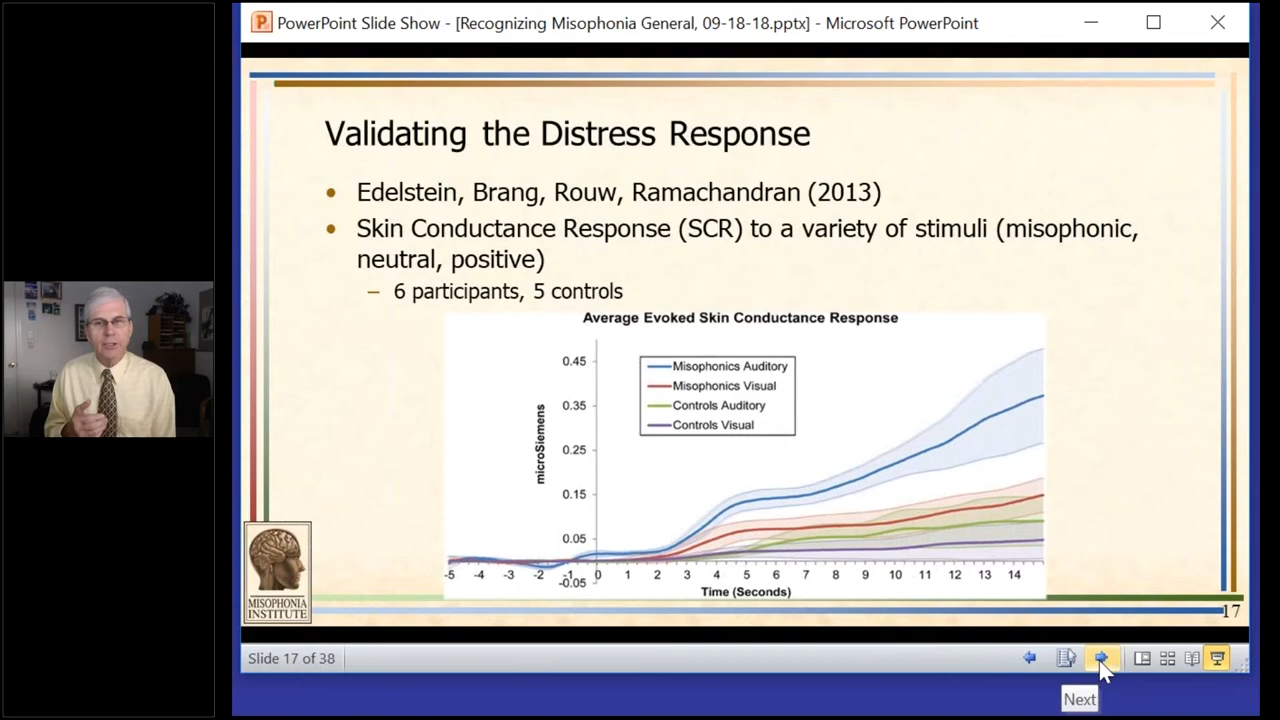 PowerPoint Slide Show - [Recognizing Misophonia General, 09-18-18.pptx] - Microsoft PowerPoint
Validating the Distress Response
• Edelstein, Brang, Rouw, Ramachandran (2013)
• Skin Conductance Response (SCR) to a variety of stimuli (misophonic,
neutral, positive)
– 6 participants, 5 controls
Average Evoked Skin Conductance Response
Misophonics Auditory
Misophonics Visual
Controls Auditory
Controls Visual
microSiemens
0.45
0.35
0.25
0.15
0.05
-0.05
-5 -4 -3 -2 -1 0 1 2 3 4 5 6 7 8 9 10 11 12 13 14
Time (Seconds)
MISOPHONIA
INSTITUTE
17
Slide 17 of 38
Next